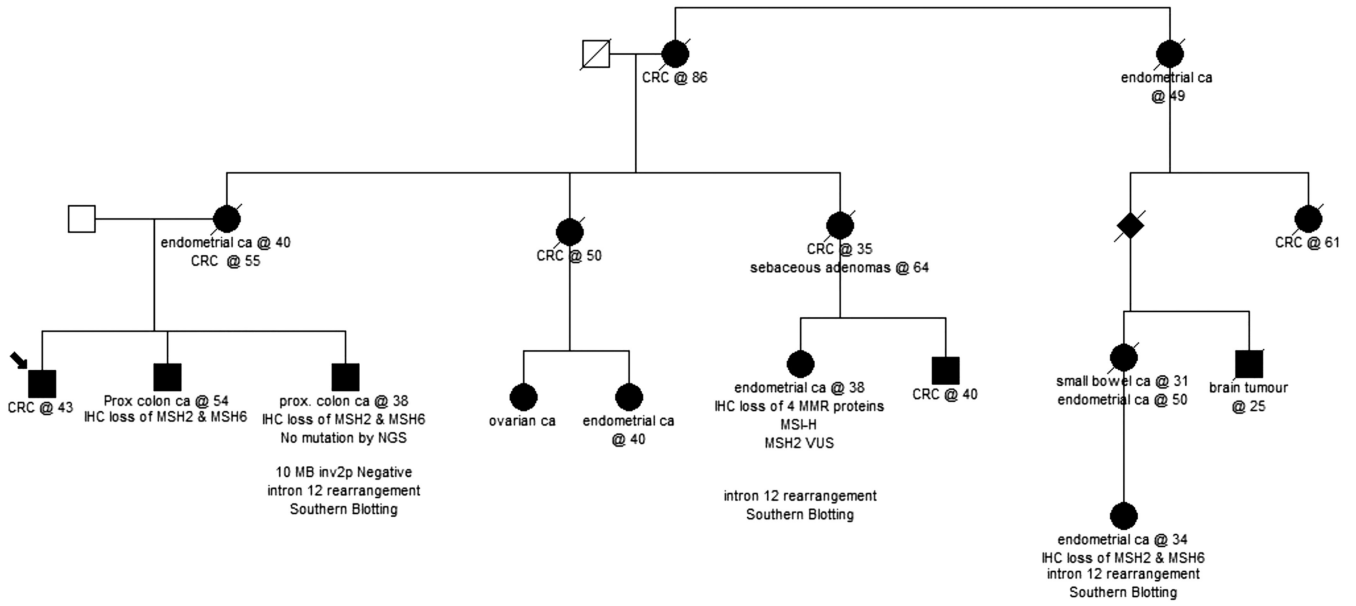 CRC @ 86
endometrial ca
@ 49
endometrial ca @ 40
CRC @ 55
CRC @ 50
CRC @ 35
sebaceous adenomas @ 64
CRC @ 61
CRC @ 43
Prox colon ca @ 54
IHC loss of MSH2 & MSH6
prox. colon ca @ 38
IHC loss of MSH2 & MSH6
No mutation by NGS
10 MB inv2p Negative
intron 12 rearrangement
Southern Blotting
ovarian ca
endometrial ca
@ 40
endometrial ca @ 38
IHC loss of 4 MMR proteins
MSI-H
MSH2 VUS
intron 12 rearrangement
Southern Blotting
CRC @ 40
small bowel ca @ 31
endometrial ca @ 50
brain tumour
@ 25
endometrial ca @ 34
IHC loss of MSH2 & MSH6
intron 12 rearrangement
Southern Blotting